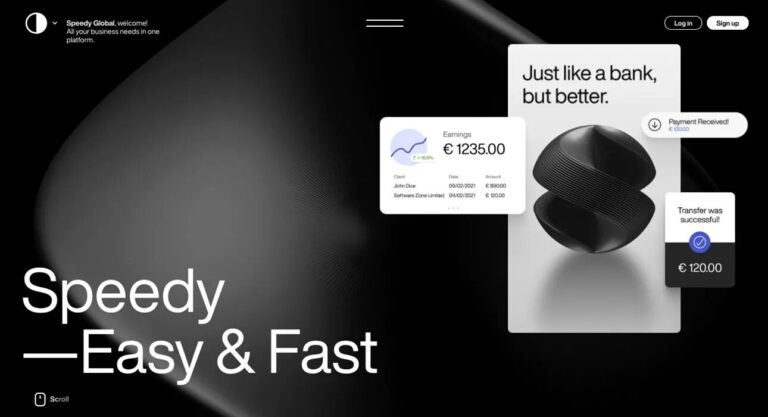 Speedy Global, welcome!
All your business needs in one
platform.
Log in
Sign up
Just like a bank,
but better.
Payment Received!
€ 120.00
Earnings
€ 1235.00
Client Date Amount
John Doe 09/02/2021 € 890.00
Software Zone Limited 04/02/2021 € 120.00
Transfer was
successful!
€ 120.00
Speedy
—Easy & Fast
Scroll